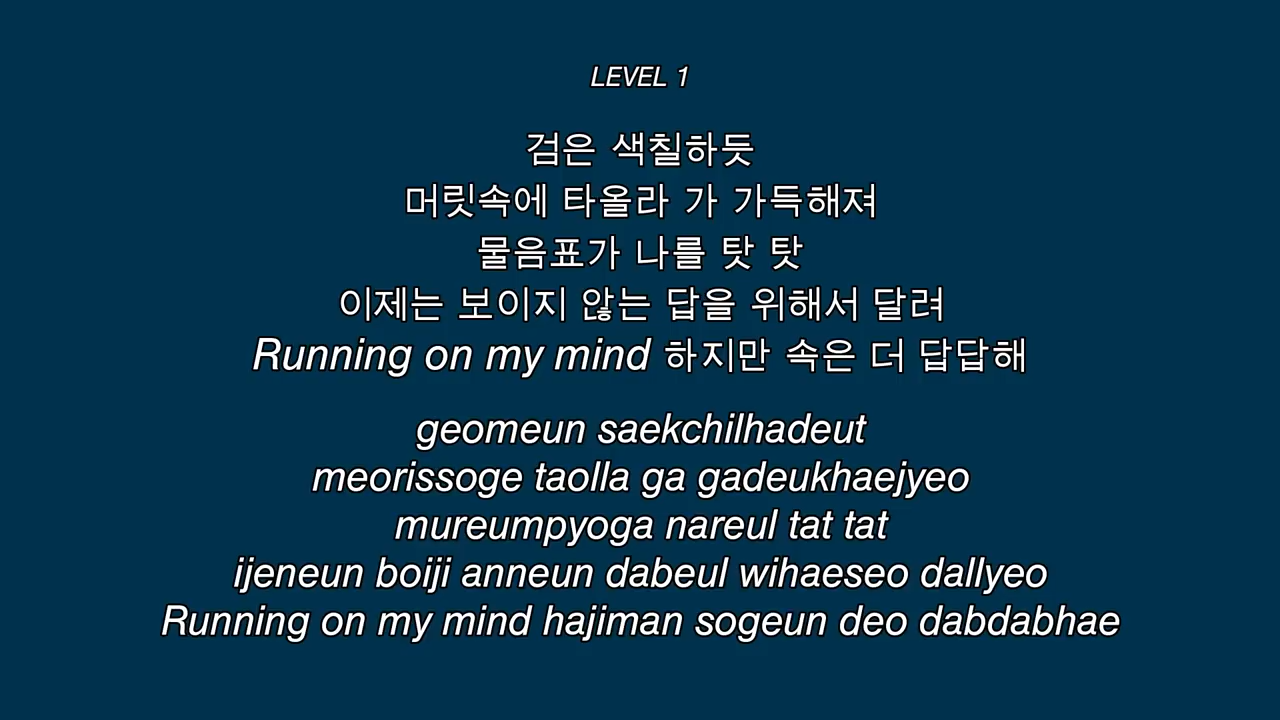 LEVEL 1
검은 색칠하듯
머릿속에 타올라 가 가득해져
물음표가 나를 탓 탓
이제는 보이지 않는 답을 위해서 달려
Running on my mind 하지만 속은 더 답답해
geomeun saekchilhadeut
meorissoge taolla ga gadeukhaejyeo
mureumpyoga nareul tat tat
ijeneun boiji anneun dabeul wihaeseo dallyeo
Running on my mind hajiman sogeun deo dabdabhae